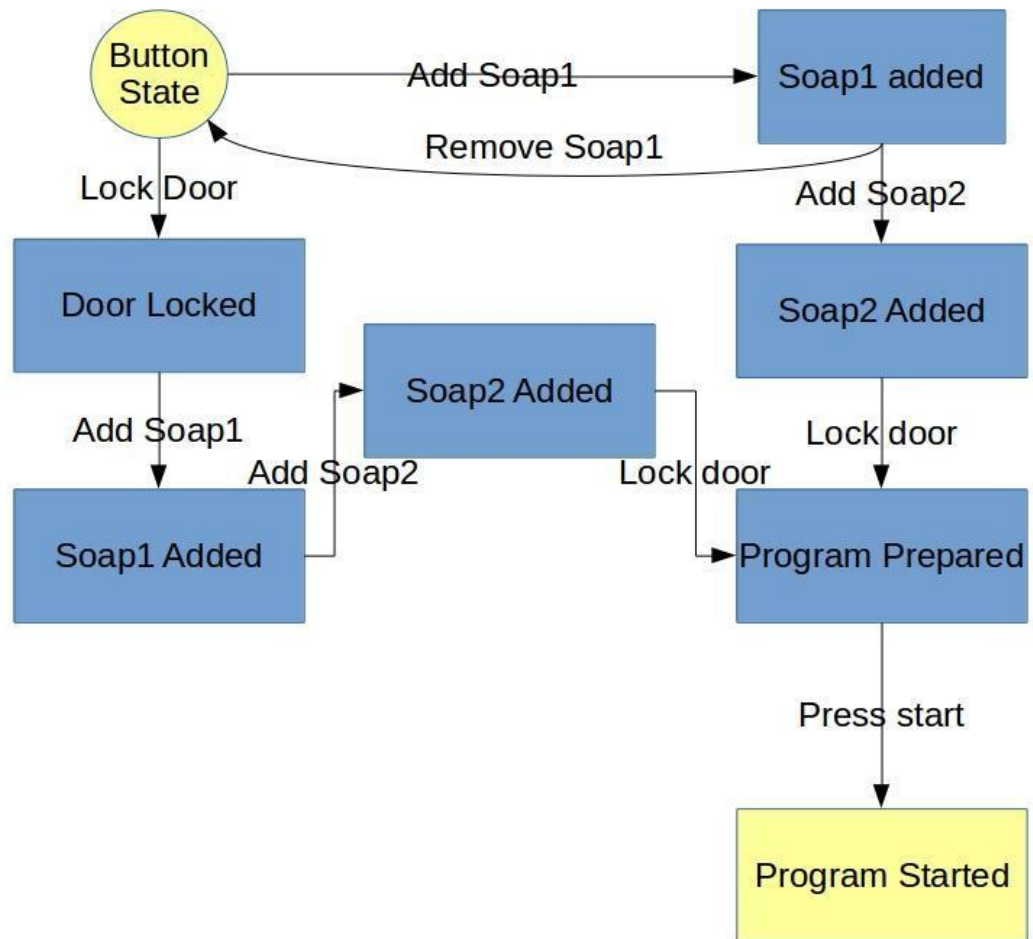 Button
State
Add Soap1
Soap1 added
Remove Soap1
Lock Door
Add Soap2
Door Locked
Soap2 Added
Soap2 Added
Add Soap1
Lock door
Add Soap2
Lock door
Soap1 Added
Program Prepared
Press start
Program Started